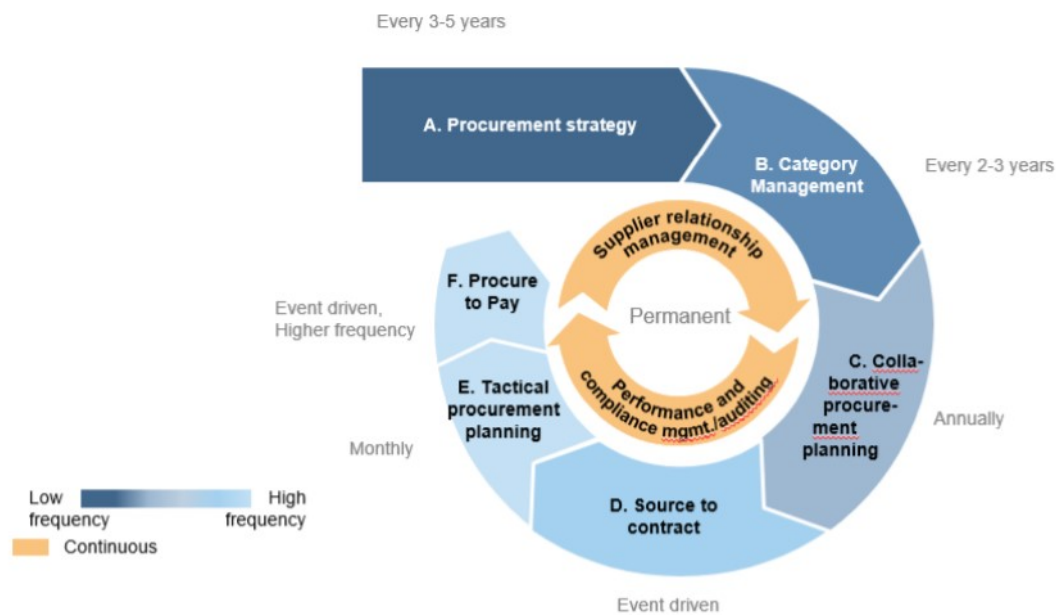 Every 3-5 years
A. Procurement strategy
B. Category
Management
Every 2-3 years
Supplier relationship
management
F. Procure
to Pay
Event driven,
Higher frequency
Permanent
C. Colla-
borative
procure-
ment
planning
Performance and
compliance mgmt./auditing
E. Tactical
procurement
planning
Annually
Monthly
Low
frequency
High
frequency
D. Source to
contract
Continuous
Event driven